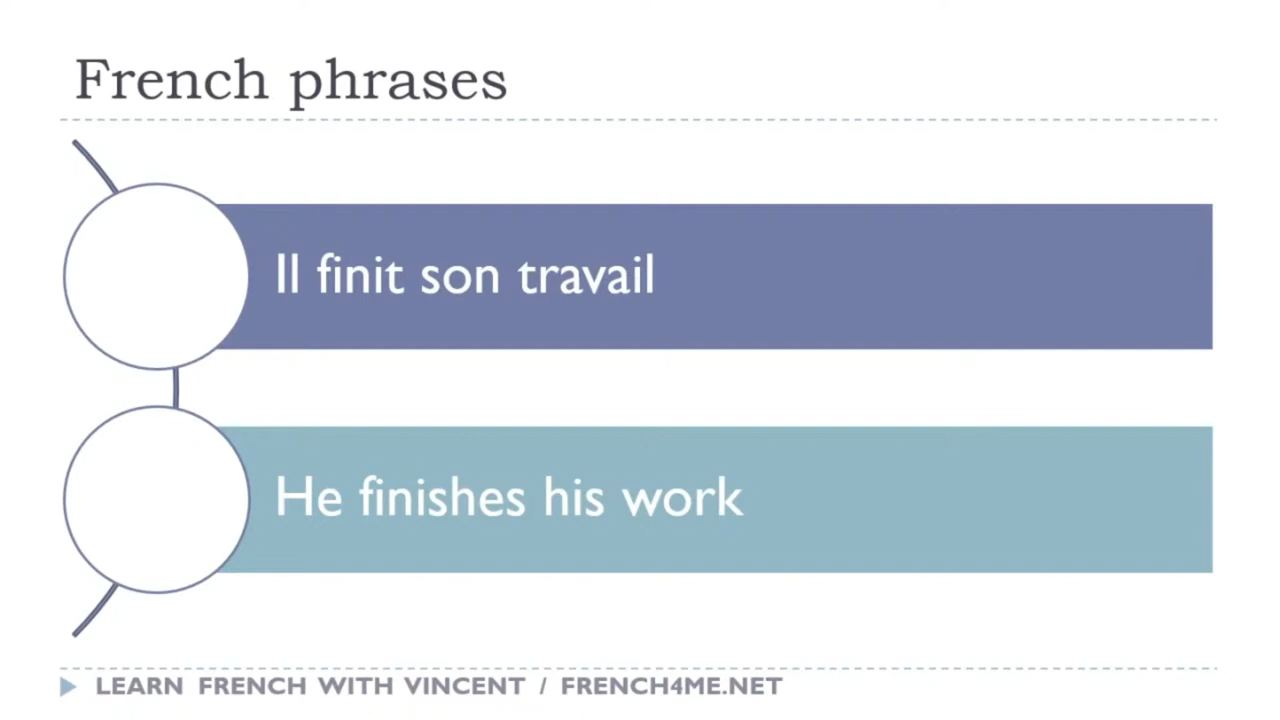 French phrases
Il finit son travail
He finishes his work
LEARN FRENCH WITH VINCENT / FRENCH4ME.NET